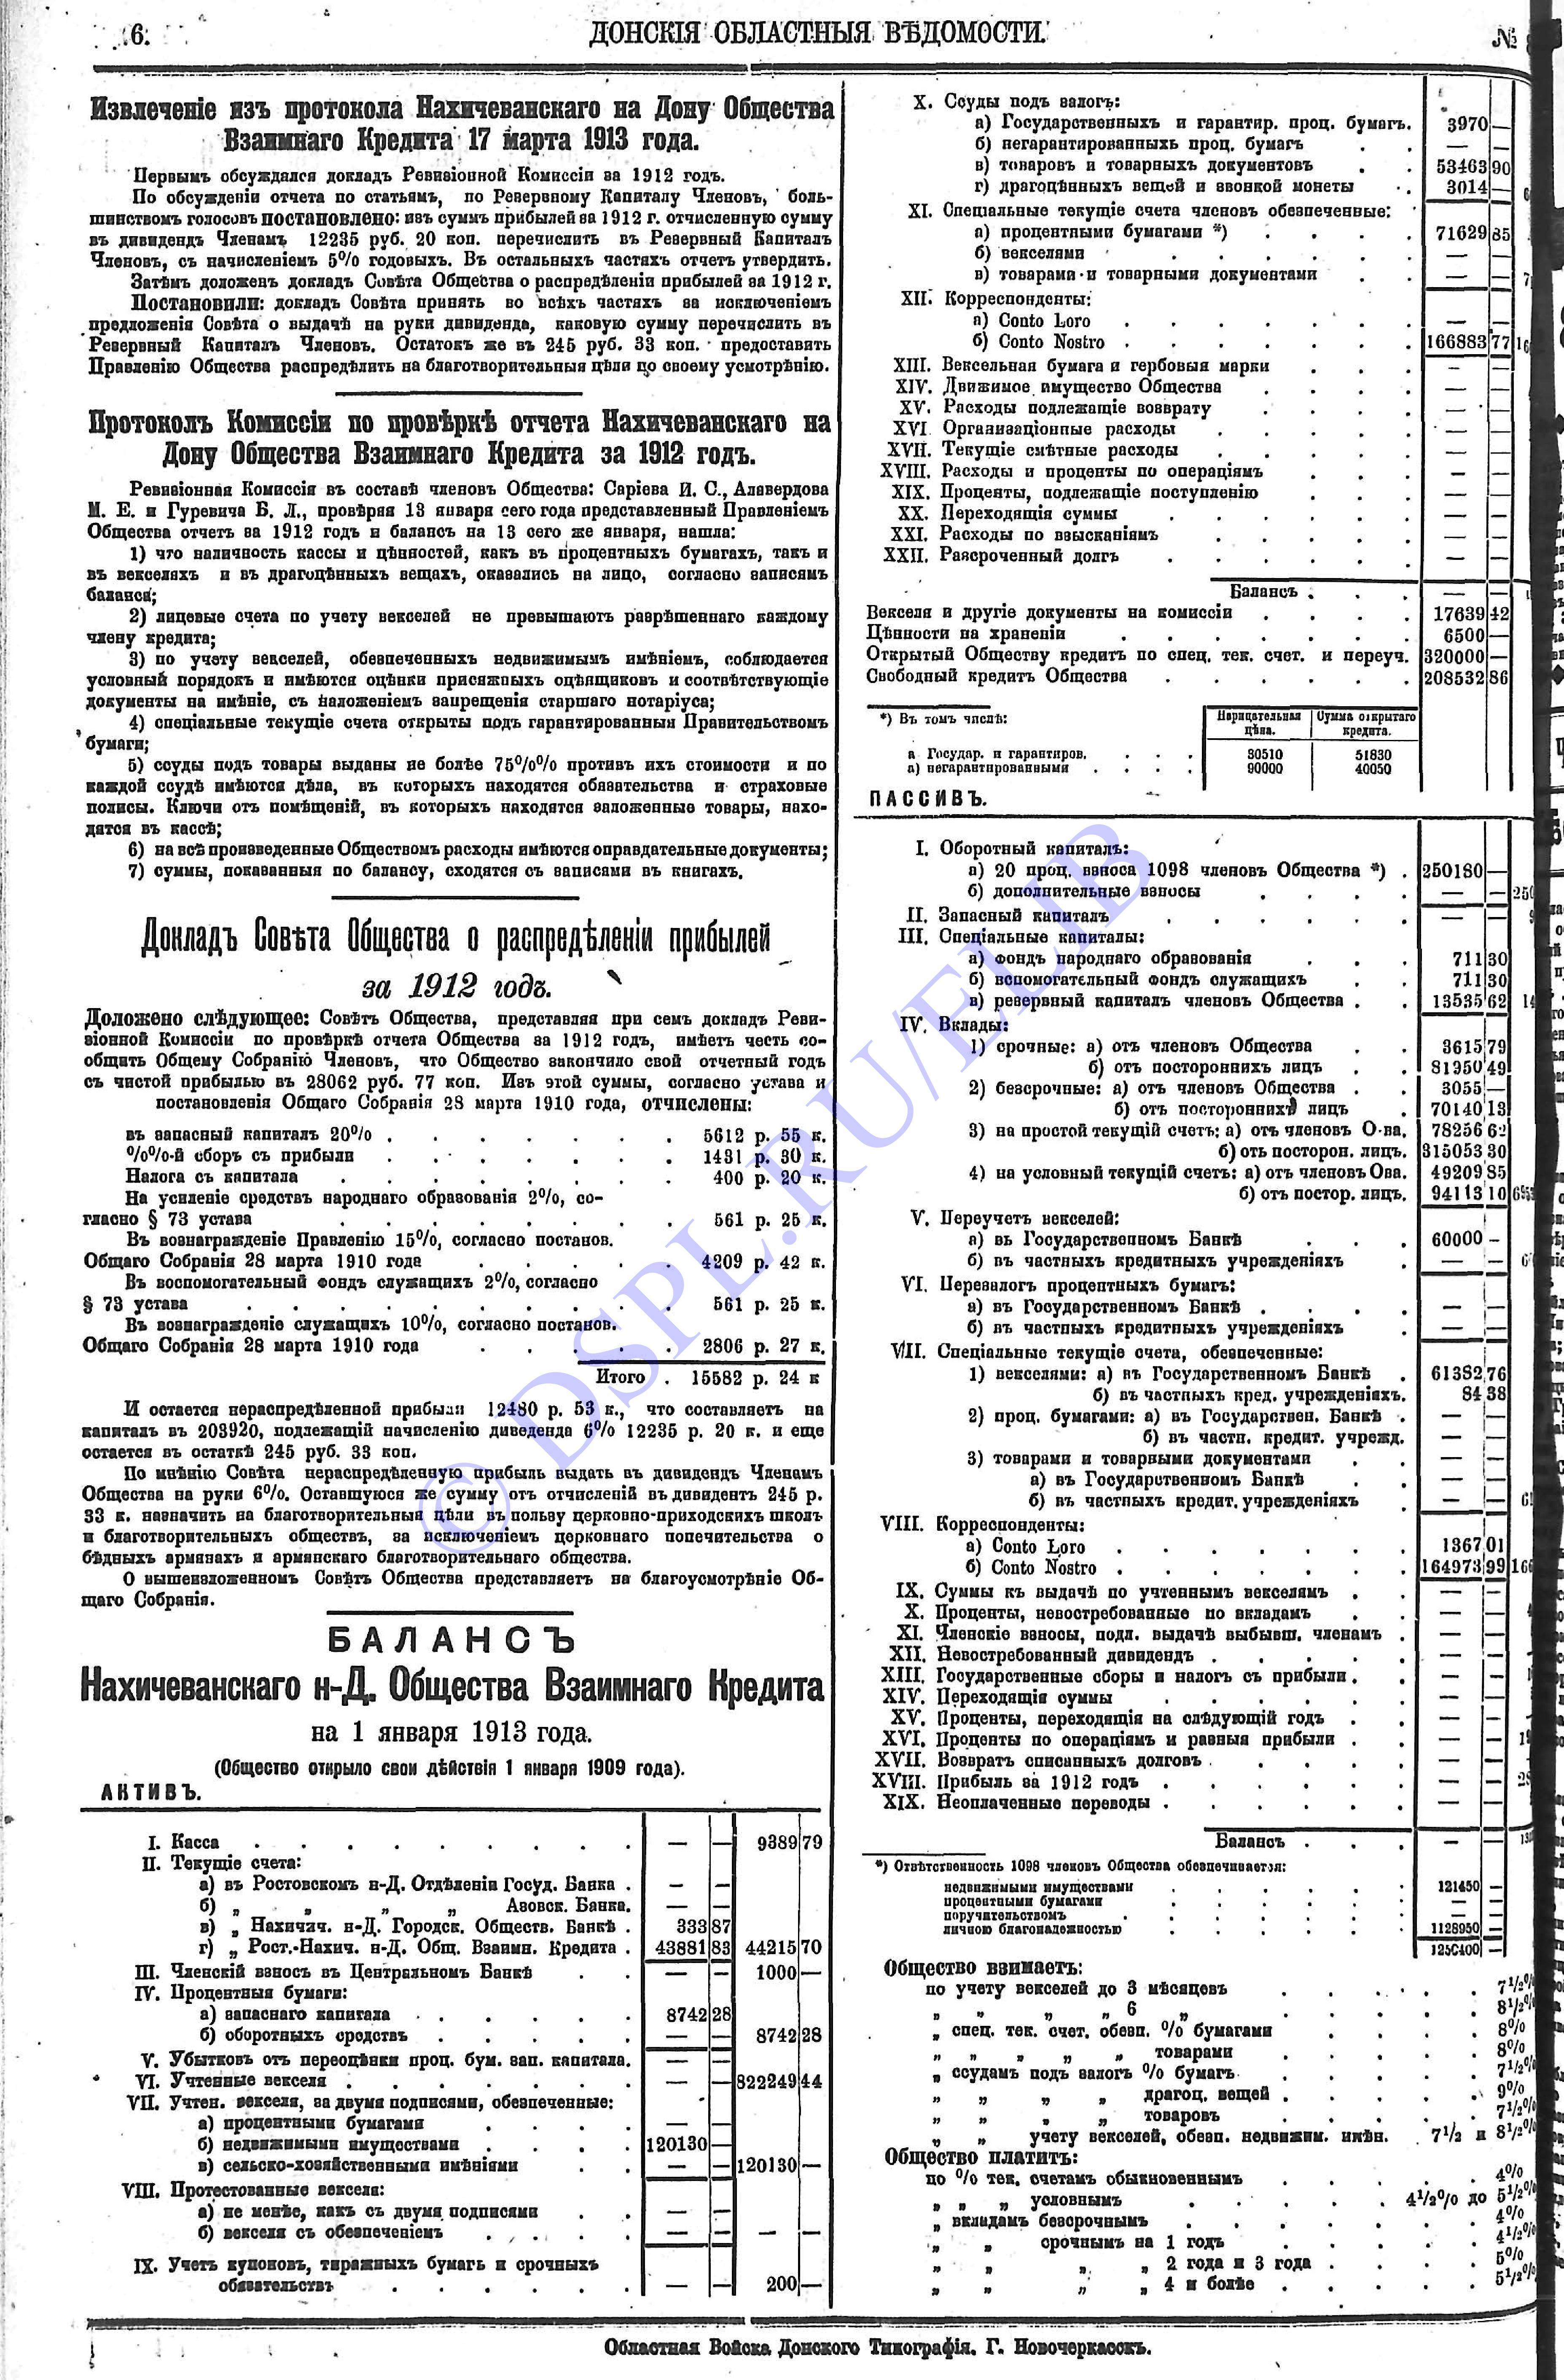 6.
ДОНСКІЯ ОБЛАСТНЫЯ ВѢДОМОСТИ.
№
Извлеченіе изъ протокола Нахичеванскаго на Дону Общества
Взаимнаго Кредита 17 марта 1913 года.
Первымъ обсуждался докладъ Ревизіонной Комиссіи за 1912 годъ.
По обсужденіи отчета по статьямъ, по Резервному Капиталу Членовъ, боль-
шинствомъ голосовъ ПОСТАНОВЛЕНО: изъ суммъ прибылей за 1912 г. отчисленную сумму
въ дивидендъ Членамъ 12235 руб. 20 коп. перечислить въ Резервный Капиталъ
Членовъ, съ начисленіемъ 5% годовыхъ. Въ остальныхъ частяхъ отчетъ утвердить.
Затѣмъ доложенъ докладъ Совѣта Общества о распредѣленіи прибылей за 1912 г.
ПОСТАНОВИЛИ: докладъ Совѣта принять во всѣхъ частяхъ за исключеніемъ
предложенія Совѣта о выдачѣ на руки дивиденда, каковую сумму перечислить въ
Резервный Капиталъ Членовъ. Остатокъ же въ 245 руб. 33 коп. предоставить
Правленію Общества распредѣлить на благотворительныя цѣли по своему усмотрѣнію.
Протоколъ Комиссіи по провѣркѣ отчета Нахичеванскаго на
Дону Общества Взаимнаго Кредита за 1912 годъ.
Ревизіонная Комиссія въ составѣ членовъ Общества: Саріева И. С., Алавердова
М. Е. и Гуревича Б. Л., провѣряя 13 января сего года представленный Правленіемъ
Общества отчетъ за 1912 годъ и балансъ на 13 сего же января, нашла:
1) что наличность кассы и цѣнностей, какъ въ процентныхъ бумагахъ, такъ и
въ векселяхъ и въ драгоцѣнныхъ вещахъ, оказались на лицо, согласно записямъ
баланса;
2) лицевые счета по учету векселей не превышаютъ разрѣшеннаго каждому
члену кредита;
3) по учету векселей, обезпеченныхъ недвижимымъ имѣніемъ, соблюдается
условный порядокъ и имѣются оцѣнки присяжныхъ оцѣнщиковъ и соотвѣтствующіе
документы на имѣніе, съ наложеніемъ запрещенія старшаго нотаріуса;
4) спеціальные текущіе счета открыты подъ гарантированныя Правительствомъ
бумаги;
5) ссуды подъ товары выданы не болѣе 75%% противъ ихъ стоимости и по
каждой ссудѣ имѣются дѣла, въ которыхъ находятся обязательства и страховые
полисы. Ключи отъ помѣщеній, въ которыхъ находятся заложенные товары, нахо-
дятся въ кассѣ;
6) на всѣ произведенные Обществомъ расходы имѣются оправдательные документы;
7) суммы, показанныя по балансу, сходятся съ записями въ книгахъ.
Докладъ Совѣта Общества о распредѣленіи прибылей
за 1912 годъ.
Доложено слѣдующее: Совѣтъ Общества, представляя при семъ докладъ Реви-
зіонной Комиссіи по провѣркѣ отчета Общества за 1912 годъ, имѣетъ честь со-
общить Общему Собранію Членовъ, что Общество закончило свой отчетный годъ
съ чистой прибылью въ 28062 руб. 77 коп. Изъ этой суммы, согласно устава и
постановленія Общаго Собранія 28 марта 1910 года, ОТЧИСЛЕНЫ:
въ запасный капиталъ 20% . . . . . . . 5612 р. 55 к.
%%-й сборъ съ прибыли . . . . . . . 1431 р. 30 к.
Налога съ капитала . . . . . . . 400 р. 20 к.
На усиленіе средствъ народнаго образованія 2%, со-
гласно § 73 устава . . . . . . . . 561 р. 25 к.
Въ вознагражденіе Правленію 15%, согласно постанов.
Общаго Собранія 28 марта 1910 года . . . . . 4209 р. 42 к.
Въ воспомогательный фондъ служащихъ 2%, согласно
§ 73 устава . . . . . . . . . . 561 р. 25 к.
Въ вознагражденіе служащихъ 10%, согласно постанов.
Общаго Собранія 28 марта 1910 года . . . . . 2806 р. 27 к.
Итого . 15582 р. 24 к
И остается нераспредѣленной прибыли 12480 р. 53 к., что составляетъ на
капиталъ въ 203920, подлежащій начисленію диведенда 6% 12235 р. 20 к. и еще
остается въ остаткѣ 245 руб. 33 коп.
По мнѣнію Совѣта нераспредѣленную прибыль выдать въ дивидендъ Членамъ
Общества на руки 6%. Оставшуюся же сумму отъ отчисленій въ дивидентъ 245 р.
33 к. назначить на благотворительныя цѣли въ пользу церковно-приходскихъ школъ
и благотворительныхъ обществъ, за исключеніемъ церковнаго попечительства о
бѣдныхъ армянахъ и армянскаго благотворительнаго общества.
О вышеизложенномъ Совѣтъ Общества представляетъ на благоусмотрѣніе Об-
щаго Собранія.
БАЛАНСЪ
Нахичеванскаго н-Д. Общества Взаимнаго Кредита
на 1 января 1913 года.
(Общество открыло свои дѣйствія 1 января 1909 года).
АКТИВЪ.
I. Касса . . . . . . . . — — 9389 79
II. Текущіе счета:
а) въ Ростовскомъ н-Д. Отдѣленіи Госуд. Банка . — —
б) „ „ „ „ Азовск. Банка. — —
в) „ Нахичич. н-Д. Городск. Обществ. Банкѣ . 333 87
г) „ Рост.-Нахич. н-Д. Общ. Взаимн. Кредита . 43881 83 44215 70
III. Членскій взносъ въ Центральномъ Банкѣ . . — — 1000 —
IV. Процентныя бумаги:
а) запаснаго капитала . . . . . 8742 28
б) оборотныхъ средствъ . . . . . — — 8742 28
V. Убытковъ отъ переоцѣнки проц. бум. зап. капитала. — —
VI. Учтенные векселя . . . . . . . — — 822249 44
VII. Учтен. векселя, за двумя подписями, обезпеченные:
а) процентными бумагами . . . . — —
б) недвижимыми имуществами . . . . 120130 —
в) сельско-хозяйственными имѣніями . . — — 120130 —
VIII. Протестованные векселя:
а) не менѣе, какъ съ двумя подписями . . — —
б) векселя съ обезпеченіемъ . . . . — — — —
IX. Учетъ купоновъ, тиражныхъ бумагъ и срочныхъ
обязательствъ . . . . . . — — 200 —
X. Ссуды подъ залогъ:
а) Государственныхъ и гарантир. проц. бумагъ. 3970 —
б) негарантированныхъ проц. бумагъ . . — —
в) товаровъ и товарныхъ документовъ . . 53463 90
г) драгоцѣнныхъ вещей и звонкой монеты . . 3014 —
XI. Спеціальные текущіе счета членовъ обезпеченные:
а) процентными бумагами *) . . . . 71629 85
б) векселями . . . . . . — —
в) товарами и товарными документами . . — —
XII. Корреспонденты:
а) Conto Loro . . . . . . . — —
б) Conto Nostro . . . . . . . 166883 77
XIII. Вексельная бумага и гербовыя марки . . . — —
XIV. Движимое имущество Общества . . . . — —
XV. Расходы подлежащіе возврату . . . . — —
XVI Организаціонные расходы . . . . . — —
XVII. Текущіе смѣтные расходы . . . . . — —
XVIII. Расходы и проценты по операціямъ . . . — —
XIX. Проценты, подлежащіе поступленію . . . — —
XX. Переходящія суммы . . . . . . — —
XXI. Расходы по взысканіямъ . . . . . — —
XXII. Разсроченный долгъ . . . . . . — —
Балансъ . . . — —
Векселя и другіе документы на комиссіи . . . . 17639 42
Цѣнности на храненіи . . . . . . . 6500 —
Открытый Обществу кредитъ по спец. тек. счет. и переуч. 320000 —
Свободный кредитъ Общества . . . . . . 208532 86
*) Въ томъ числѣ: Нарицательная цѣна. Сумма открытаго кредита.
а Государ. и гарантиров. . . . 30510 51830
а) негарантированными . . . . 90000 40050
ПАССИВЪ.
I. Оборотный капиталъ:
а) 20 проц. взноса 1098 членовъ Общества *) . 250180 —
б) дополнительные взносы . . . . — —
II. Запасный капиталъ . . . . . . — —
III. Спеціальные капиталы:
а) фондъ народнаго образованія . . . 711 30
б) вспомогательный фондъ служащихъ . . 711 30
в) резервный капиталъ членовъ Общества . . 13535 62
IV. Вклады:
1) срочные: а) отъ членовъ Общества . . 3615 79
б) отъ постороннихъ лицъ . . 81950 49
2) безсрочные: а) отъ членовъ Общества . . 3055 —
б) отъ постороннихъ лицъ . 70140 13
3) на простой текущій счетъ: а) отъ членовъ О-ва. 78256 62
б) отъ посторон. лицъ. 315053 30
4) на условный текущій счетъ: а) отъ членовъ Ова. 49209 85
б) отъ постор. лицъ. 94113 10
V. Переучетъ векселей:
а) въ Государственномъ Банкѣ . . . 60000 -
б) въ частныхъ кредитныхъ учрежденіяхъ . — —
VI. Перезалогъ процентныхъ бумагъ:
а) въ Государственномъ Банкѣ . . . . — —
б) въ частныхъ кредитныхъ учрежденіяхъ . — —
VII. Спеціальные текущіе счета, обезпеченные:
1) векселями: а) въ Государственномъ Банкѣ . 61382 76
б) въ частныхъ кред. учрежденіяхъ. 84 38
2) проц. бумагами: а) въ Государствен. Банкѣ . — —
б) въ частн. кредит. учрежд. — —
3) товарами и товарными документами . .
а) въ Государственномъ Банкѣ . . — —
б) въ частныхъ кредит. учрежденіяхъ . — —
VIII. Корреспонденты:
а) Conto Loro . . . . . . . 1367 01
б) Conto Nostro . . . . . . . 164973 99
IX. Суммы къ выдачѣ по учтеннымъ векселямъ . . — —
X. Проценты, невостребованные по вкладамъ . . — —
XI. Членскіе взносы, подл. выдачѣ выбывш. членамъ . — —
XII. Невостребованный дивидендъ . . . . . — —
XIII. Государственные сборы и налогъ съ прибыли . . — —
XIV. Переходящія суммы . . . . . . — —
XV. Проценты, переходящія на слѣдующій годъ . . — —
XVI. Проценты по операціямъ и разныя прибыли . . — —
XVII. Возвратъ списанныхъ долговъ . . . . — —
XVIII. Прибыль за 1912 годъ . . . . . . — —
XIX. Неоплаченные переводы . . . . . . — —
Балансъ . . . — —
*) Отвѣтственность 1098 членовъ Общества обезпечивается:
недвижимыми имуществами . . . . . . 121450 —
процентными бумагами . . . . . . — —
поручительствомъ . . . . . . — —
личною благонадежностью . . . . . . 1128950 —
1250400 —
Общество взимаетъ:
по учету векселей до 3 мѣсяцевъ . . . . . 7½%
„ „ „ „ 6 „ . . . . . 8½%
„ спец. тек. счет. обезп. % бумагами . . . . 8%
„ „ „ „ „ товарами . . . . . 8%
„ ссудамъ подъ залогъ % бумагъ . . . . . 7½%
„ „ „ „ драгоц. вещей . . . . . 9%
„ „ „ „ товаровъ . . . . . 7½%
„ „ учету векселей, обезп. недвижим. имѣн. . 7½ и 8½%
Общество платитъ:
по % тек. счетамъ обыкновеннымъ . . . . . 4%
„ „ „ условнымъ . . . . . 4½% до 5½%
„ вкладамъ безсрочнымъ . . . . . . 4%
„ „ срочнымъ на 1 годъ . . . . . 4½%
„ „ „ „ 2 года и 3 года . . . . 5%
„ „ „ „ 4 и болѣе . . . . . 5½%
Областная Войска Донского Типографія. Г. Новочеркасскъ.
© DSPL.RU/ELIB